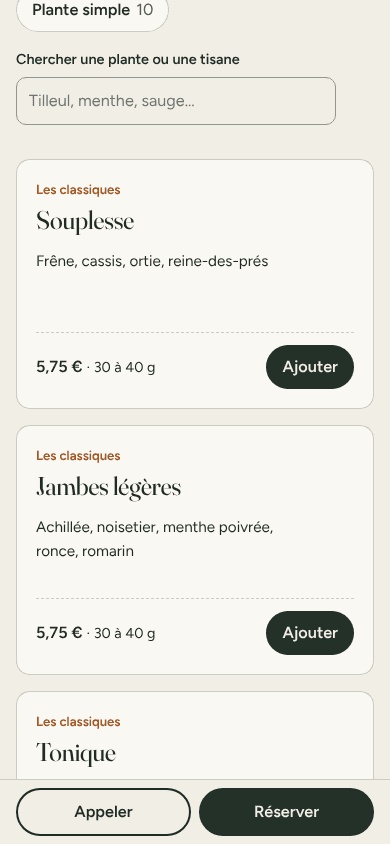 Plante simple 10
Chercher une plante ou une tisane
Tilleul, menthe, sauge...
Les classiques
Souplesse
Frêne, cassis, ortie, reine-des-prés
5,75 € · 30 à 40 g
Ajouter
Les classiques
Jambes légères
Achillée, noisetier, menthe poivrée,
ronce, romarin
5,75 € · 30 à 40 g
Ajouter
Les classiques
Tonique
Appeler
Réserver